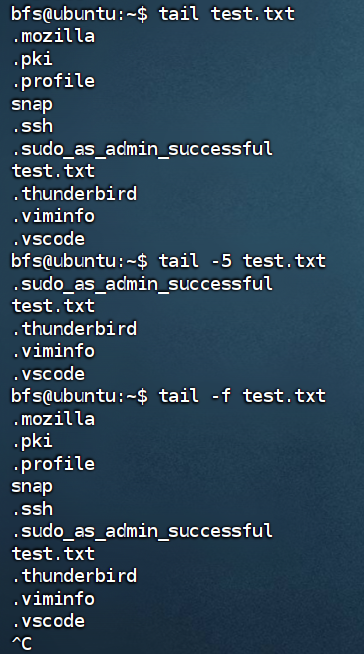 bfs@ubuntu:~$ tail test.txt
.mozilla
.pki
.profile
snap
.ssh
.sudo_as_admin_successful
test.txt
.thunderbird
.viminfo
.vscode
bfs@ubuntu:~$ tail -5 test.txt
.sudo_as_admin_successful
test.txt
.thunderbird
.viminfo
.vscode
bfs@ubuntu:~$ tail -f test.txt
.mozilla
.pki
.profile
snap
.ssh
.sudo_as_admin_successful
test.txt
.thunderbird
.viminfo
.vscode
^C